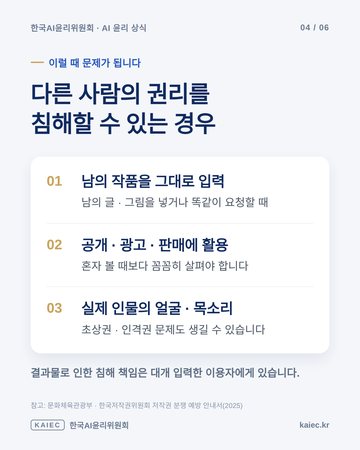 한국AI윤리위원회 · AI 윤리 상식
04 / 06
이럴 때 문제가 됩니다
다른 사람의 권리를
침해할 수 있는 경우
01 남의 작품을 그대로 입력
남의 글 · 그림을 넣거나 똑같이 요청할 때
02 공개 · 광고 · 판매에 활용
혼자 볼 때보다 꼼꼼히 살펴야 합니다
03 실제 인물의 얼굴 · 목소리
초상권 · 인격권 문제도 생길 수 있습니다
결과물로 인한 침해 책임은 대개 입력한 이용자에게 있습니다.
참고: 문화체육관광부 · 한국저작권위원회 저작권 분쟁 예방 안내서(2025)
KAIEC 한국AI윤리위원회
kaiec.kr